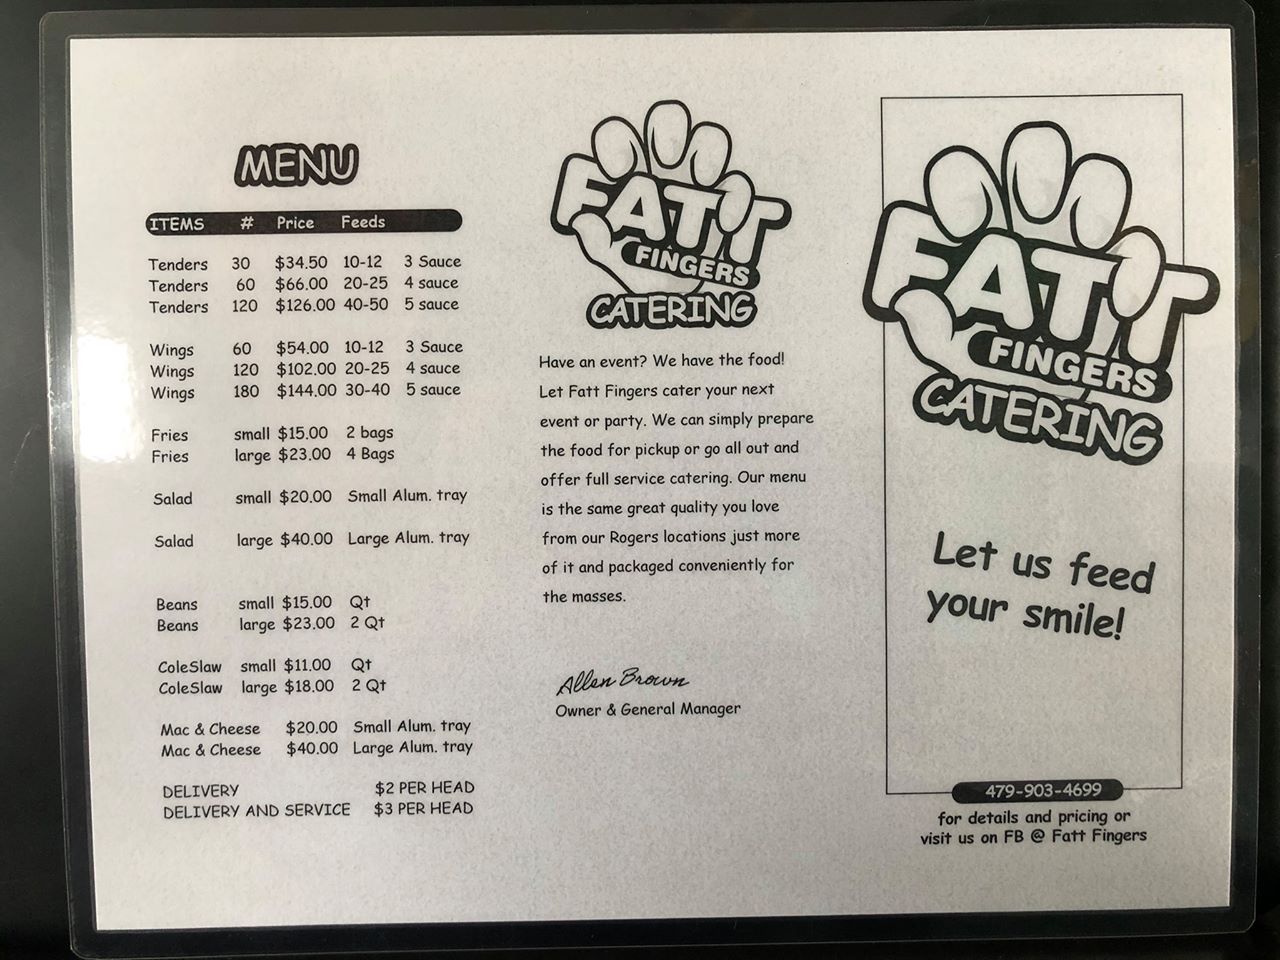 MENU
ITEMS # Price Feeds
Tenders 30 $34.50 10-12 3 Sauce
Tenders 60 $66.00 20-25 4 sauce
Tenders 120 $126.00 40-50 5 sauce
Wings 60 $54.00 10-12 3 Sauce
Wings 120 $102.00 20-25 4 sauce
Wings 180 $144.00 30-40 5 sauce
Fries small $15.00 2 bags
Fries large $23.00 4 Bags
Salad small $20.00 Small Alum. tray
Salad large $40.00 Large Alum. tray
Beans small $15.00 Qt
Beans large $23.00 2 Qt
ColeSlaw small $11.00 Qt
ColeSlaw large $18.00 2 Qt
Mac & Cheese $20.00 Small Alum. tray
Mac & Cheese $40.00 Large Alum. tray
DELIVERY $2 PER HEAD
DELIVERY AND SERVICE $3 PER HEAD
FATT
FINGERS
CATERING
Have an event? We have the food!
Let Fatt Fingers cater your next
event or party. We can simply prepare
the food for pickup or go all out and
offer full service catering. Our menu
is the same great quality you love
from our Rogers locations just more
of it and packaged conveniently for
the masses.
Allen Brown
Owner & General Manager
FATT
FINGERS
CATERING
Let us feed
your smile!
479-903-4699
for details and pricing or
visit us on FB @ Fatt Fingers